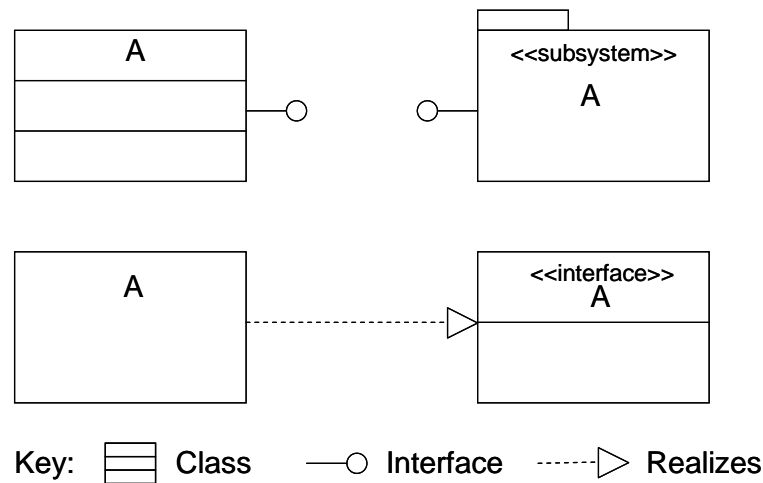 A
<<subsystem>>
A
A
<<interface>>
A
Key: Class Interface Realizes